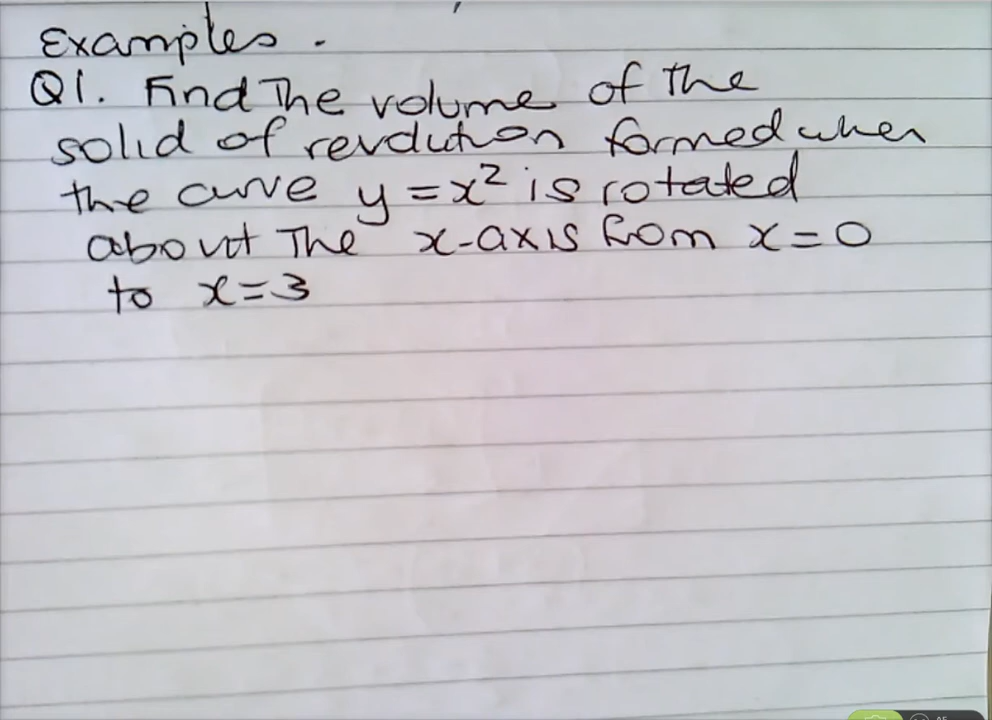 Examples.
Q1. Find The volume of the
solid of revolution formed when
the curve y = x² is rotated
about The x-axis from x=0
to x=3